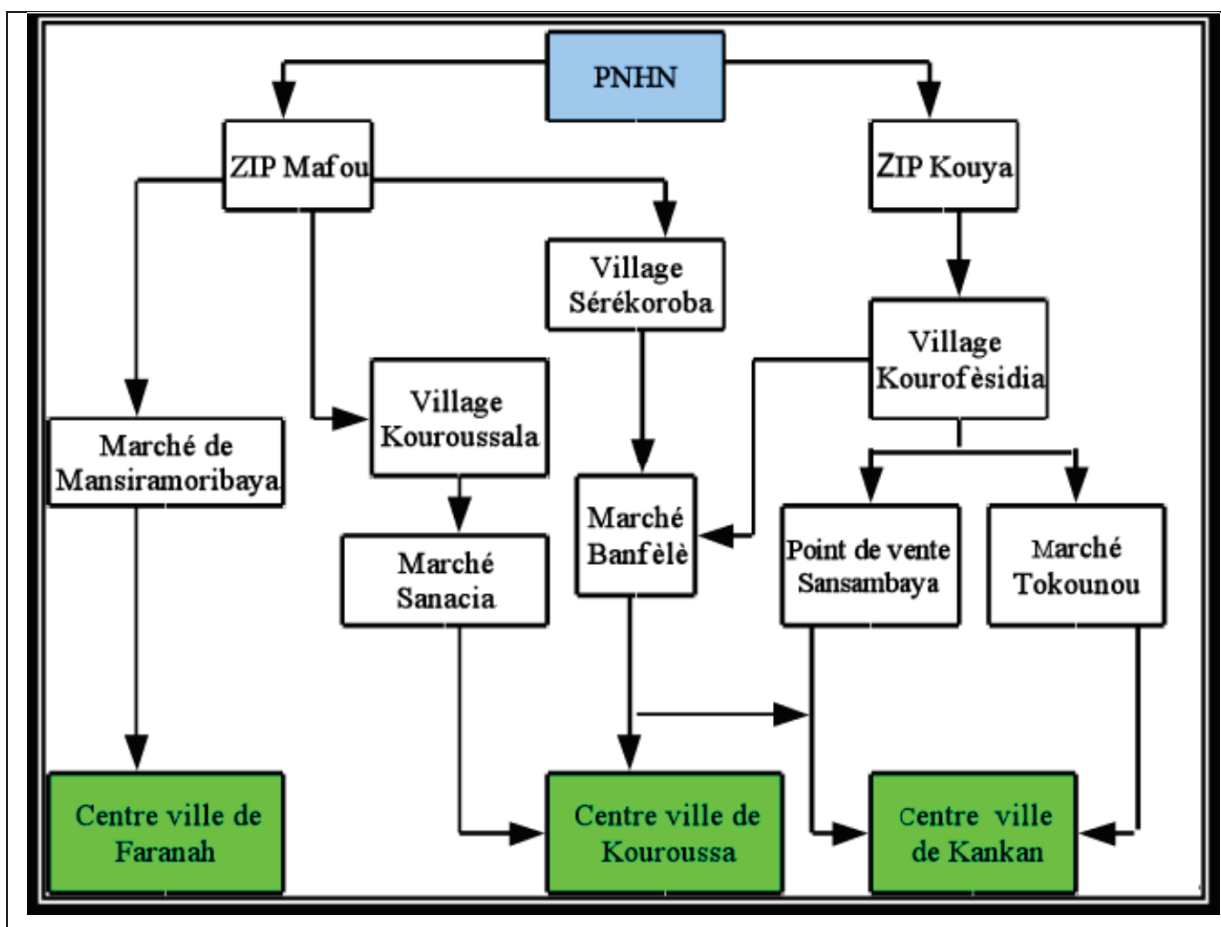 PNHN
ZIP Mafou
ZIP Kouya
Village
Sérékoroba
Village
Kourofèsidia
Village
Kouroussala
Marché de
Mansiramoribaya
Marché
Banfèlè
Point de vente
Sansambaya
Marché
Tokounou
Marché
Sanacia
Centre ville de
Faranah
Centre ville de
Kouroussa
Centre ville
de Kankan